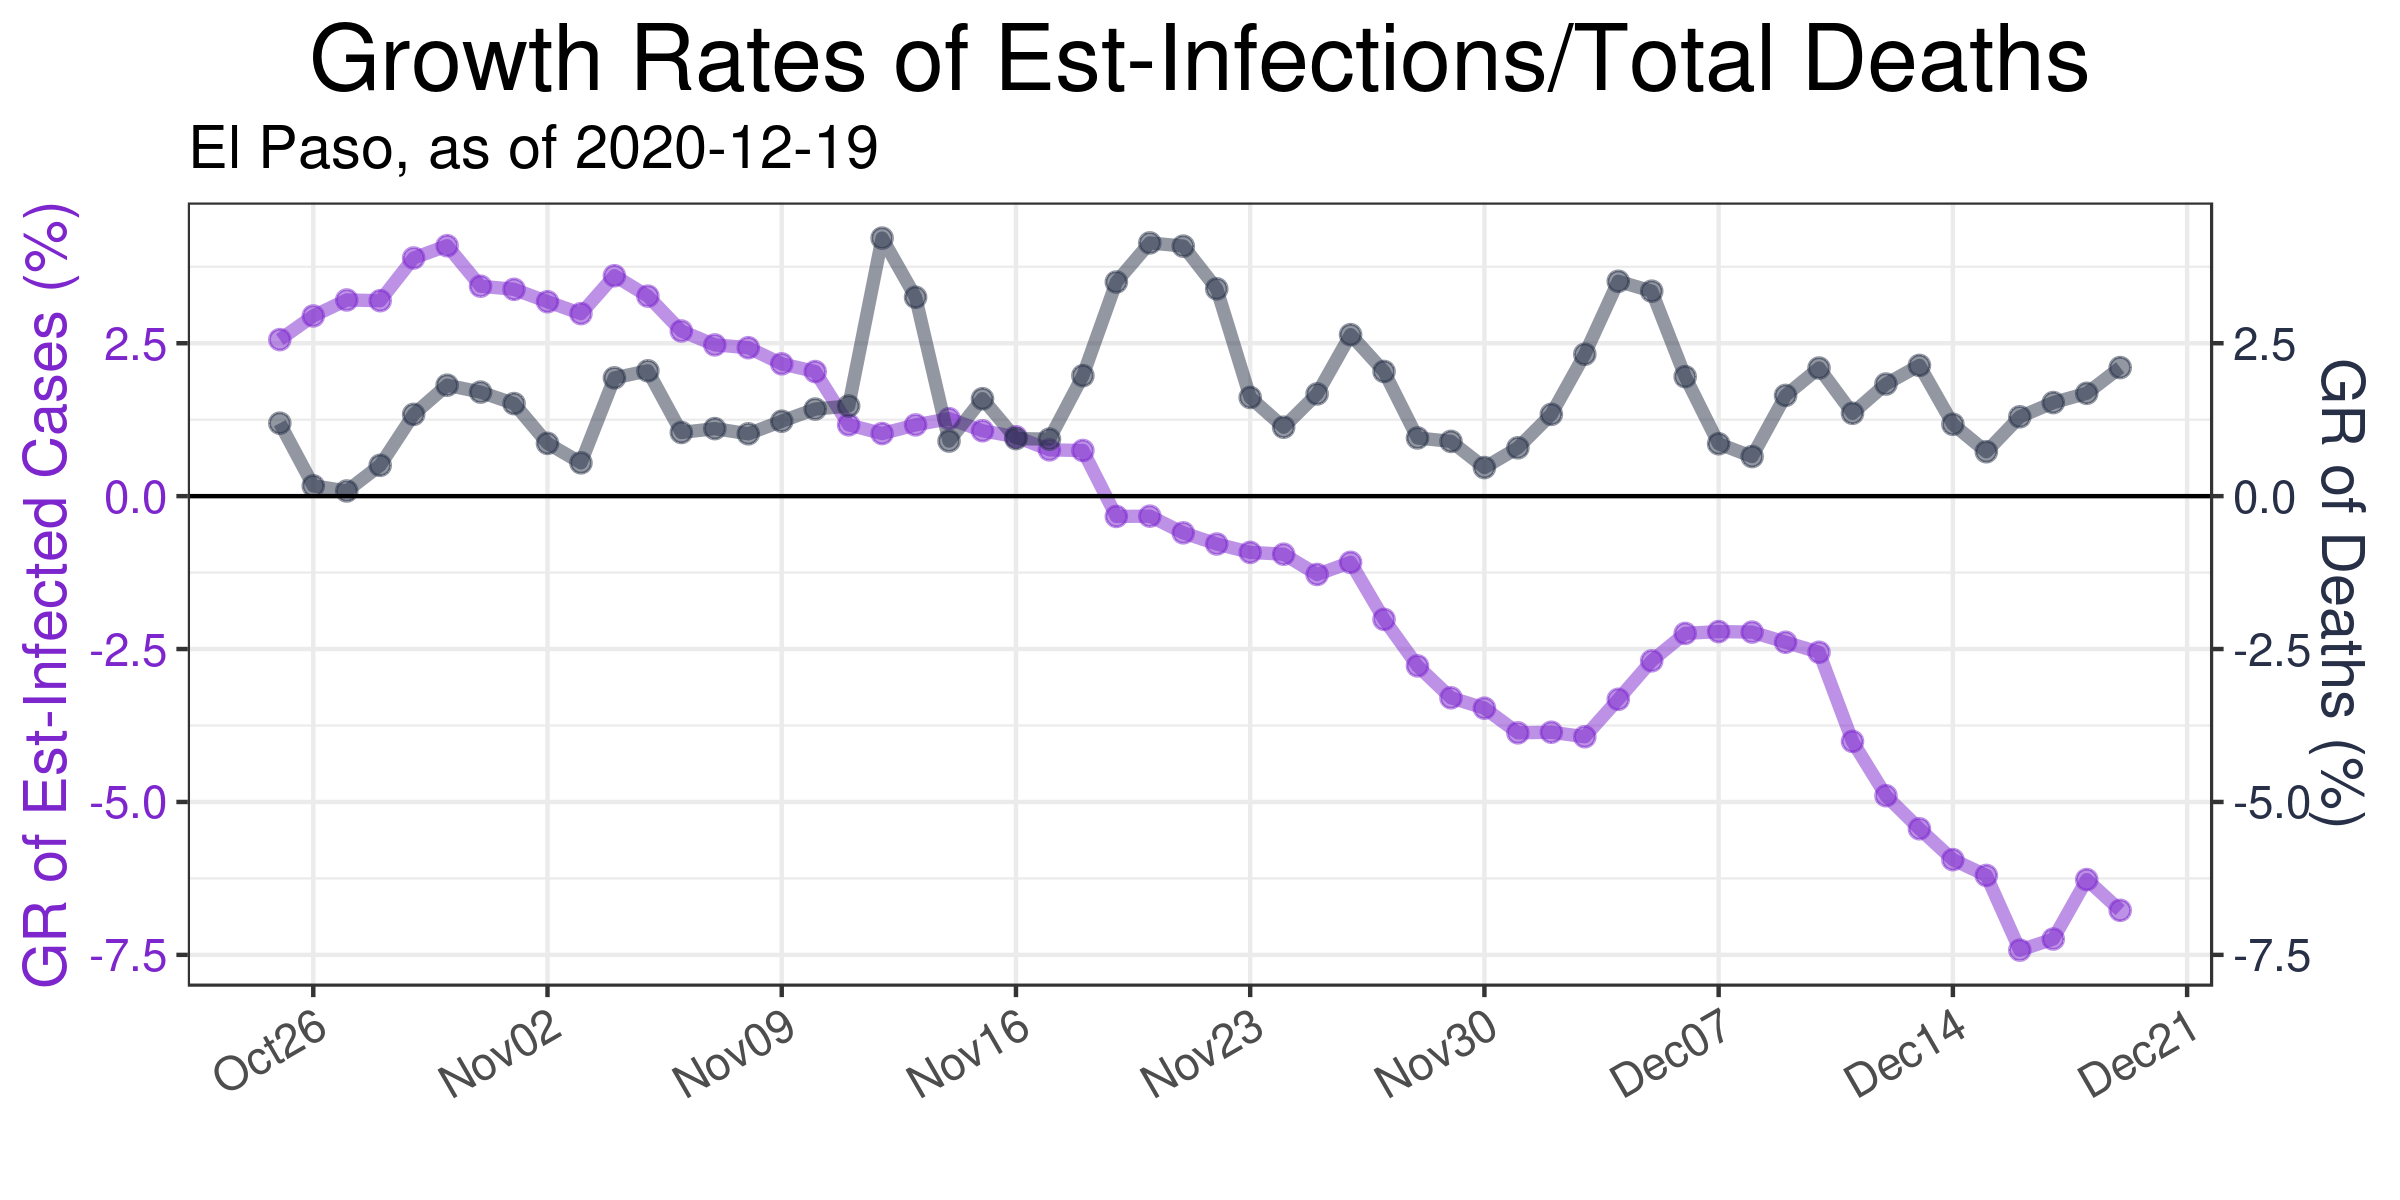 Growth Rates of Est-Infections/Total Deaths
El Paso, as of 2020-12-19
GR of Est-Infected Cases (%)
2.5
0.0
-2.5
-5.0
-7.5
2.5
0.0
-2.5
-5.0
-7.5
GR of Deaths (%)
Oct26
Nov02
Nov09
Nov16
Nov23
Nov30
Dec07
Dec14
Dec21